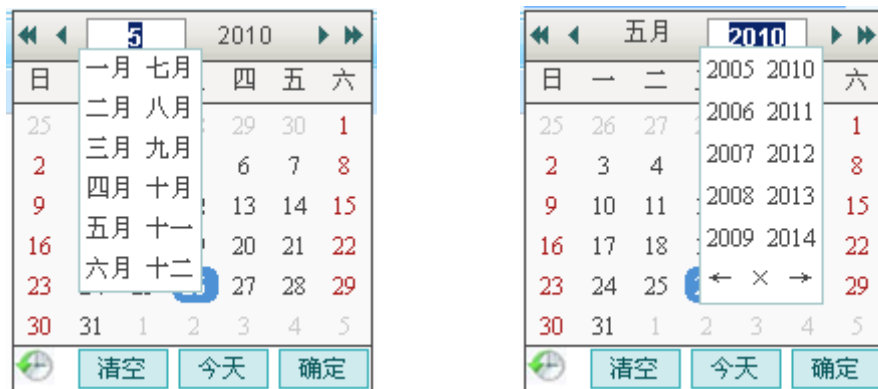 5 2010
一月 七月
二月 八月
三月 九月
四月 十月
五月 十一
六月 十二
日 四 五 六
25 29 30 1
2 6 7 8
9 13 14 15
16 20 21 22
23 27 28 29
30 31 1 2 3 4 5
清空 今天 确定
五月 2010
2005 2010
2006 2011
2007 2012
2008 2013
2009 2014
← × →
日 一 二 六
25 26 27 1
2 3 4 8
9 10 11 15
16 17 18 22
23 24 25 29
30 31 1 2 3 4 5
清空 今天 确定